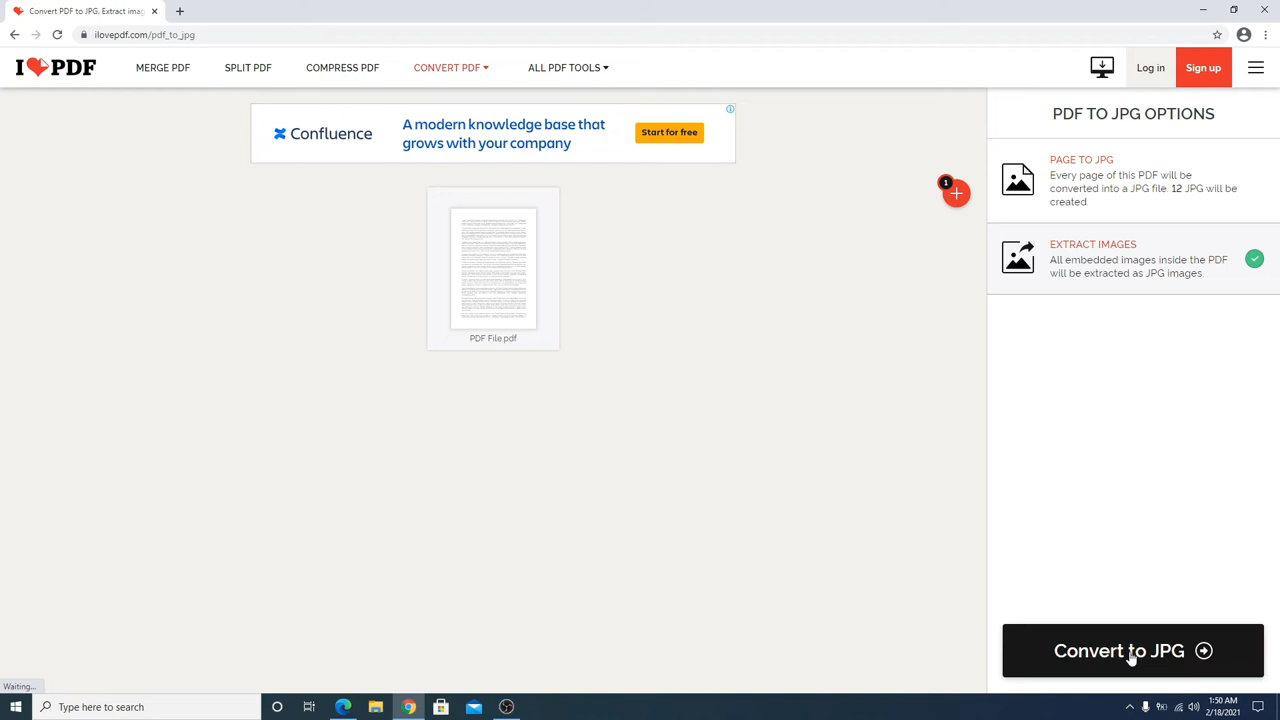 Convert PDF to JPG, Extract imag
ilovepdf.com/pdf_to_jpg
I PDF
MERGE PDF
SPLIT PDF
COMPRESS PDF
CONVERT PDF
ALL PDF TOOLS
Log in
Sign up
Confluence
A modern knowledge base that
grows with your company
Start for free
1
PDF File.pdf
PDF TO JPG OPTIONS
PAGE TO JPG
Every page of this PDF will be
converted into a JPG file. 12 JPG will be
created.
EXTRACT IMAGES
All embedded images inside the PDF
will be extracted as JPG images.
Convert to JPG
Waiting...
Type here to search
1:50 AM
2/18/2021